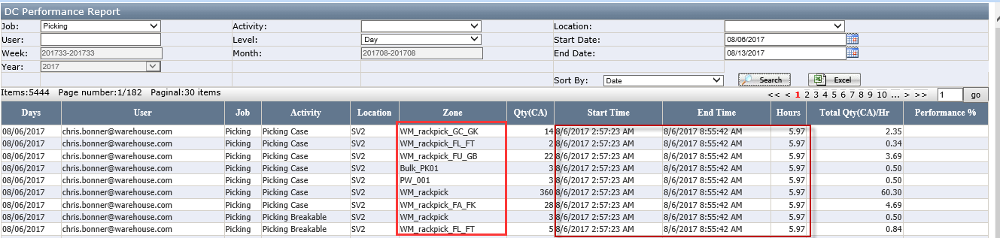 DC Performance Report
Job: Picking Activity: Location:
User: Level: Day Start Date: 08/06/2017
Week: 201733-201733 Month: 201708-201708 End Date: 08/13/2017
Year: 2017
Sort By: Date Search Excel
Items:5444 Page number:1/182 Paginal:30 items << < 1 2 3 4 5 6 7 8 9 10 ... > >> 1 go
Days User Job Activity Location Zone Qty(CA) Start Time End Time Hours Total Qty(CA)/Hr Performance %
08/06/2017 chris.bonner@warehouse.com Picking Picking Case SV2 WM_rackpick_GC_GK 14 8/6/2017 2:57:23 AM 8/6/2017 8:55:42 AM 5.97 2.35
08/06/2017 chris.bonner@warehouse.com Picking Picking Case SV2 WM_rackpick_FL_FT 2 8/6/2017 2:57:23 AM 8/6/2017 8:55:42 AM 5.97 0.34
08/06/2017 chris.bonner@warehouse.com Picking Picking Case SV2 WM_rackpick_FU_GB 22 8/6/2017 2:57:23 AM 8/6/2017 8:55:42 AM 5.97 3.69
08/06/2017 chris.bonner@warehouse.com Picking Picking Case SV2 Bulk_PK01 3 8/6/2017 2:57:23 AM 8/6/2017 8:55:42 AM 5.97 0.50
08/06/2017 chris.bonner@warehouse.com Picking Picking Case SV2 PW_001 3 8/6/2017 2:57:23 AM 8/6/2017 8:55:42 AM 5.97 0.50
08/06/2017 chris.bonner@warehouse.com Picking Picking Case SV2 WM_rackpick 360 8/6/2017 2:57:23 AM 8/6/2017 8:55:42 AM 5.97 60.30
08/06/2017 chris.bonner@warehouse.com Picking Picking Case SV2 WM_rackpick_FA_FK 28 8/6/2017 2:57:23 AM 8/6/2017 8:55:42 AM 5.97 4.69
08/06/2017 chris.bonner@warehouse.com Picking Picking Breakable SV2 WM_rackpick 3 8/6/2017 2:57:23 AM 8/6/2017 8:55:42 AM 5.97 0.50
08/06/2017 chris.bonner@warehouse.com Picking Picking Breakable SV2 WM_rackpick_FL_FT 5 8/6/2017 2:57:23 AM 8/6/2017 8:55:42 AM 5.97 0.84